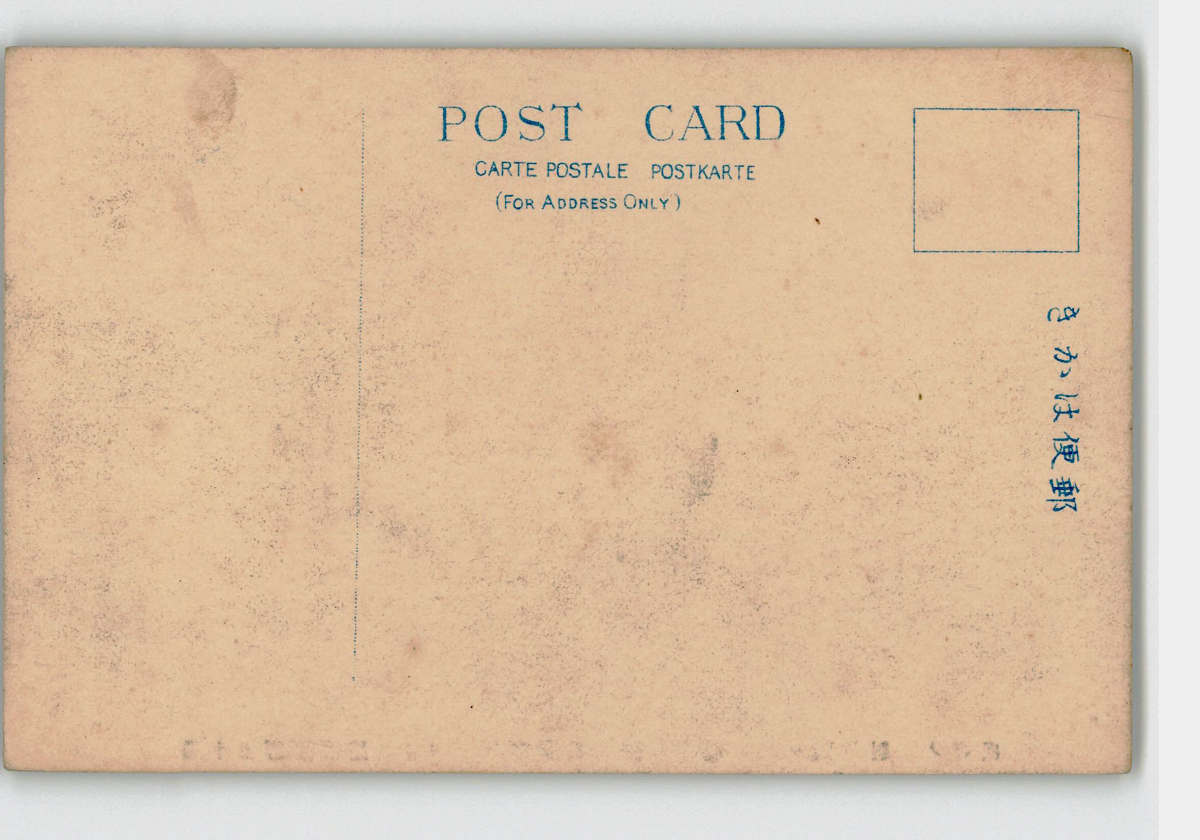 POST CARD
CARTE POSTALE POSTKARTE
(FOR ADDRESS ONLY)
きかは便郵